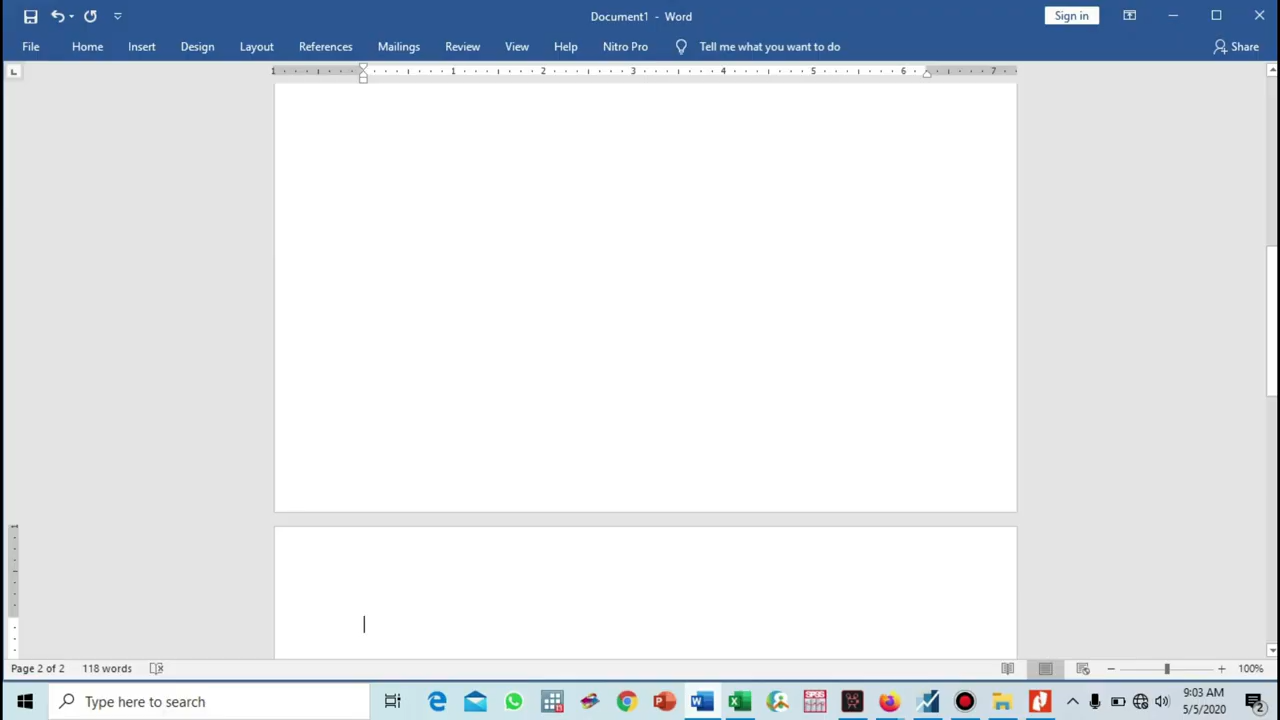 Document1 - Word
Sign in
File Home Insert Design Layout References Mailings Review View Help Nitro Pro Tell me what you want to do Share
1 1 2 3 4 5 6 7
Page 2 of 2 118 words 100%
Type here to search
9:03 AM
5/5/2020
2